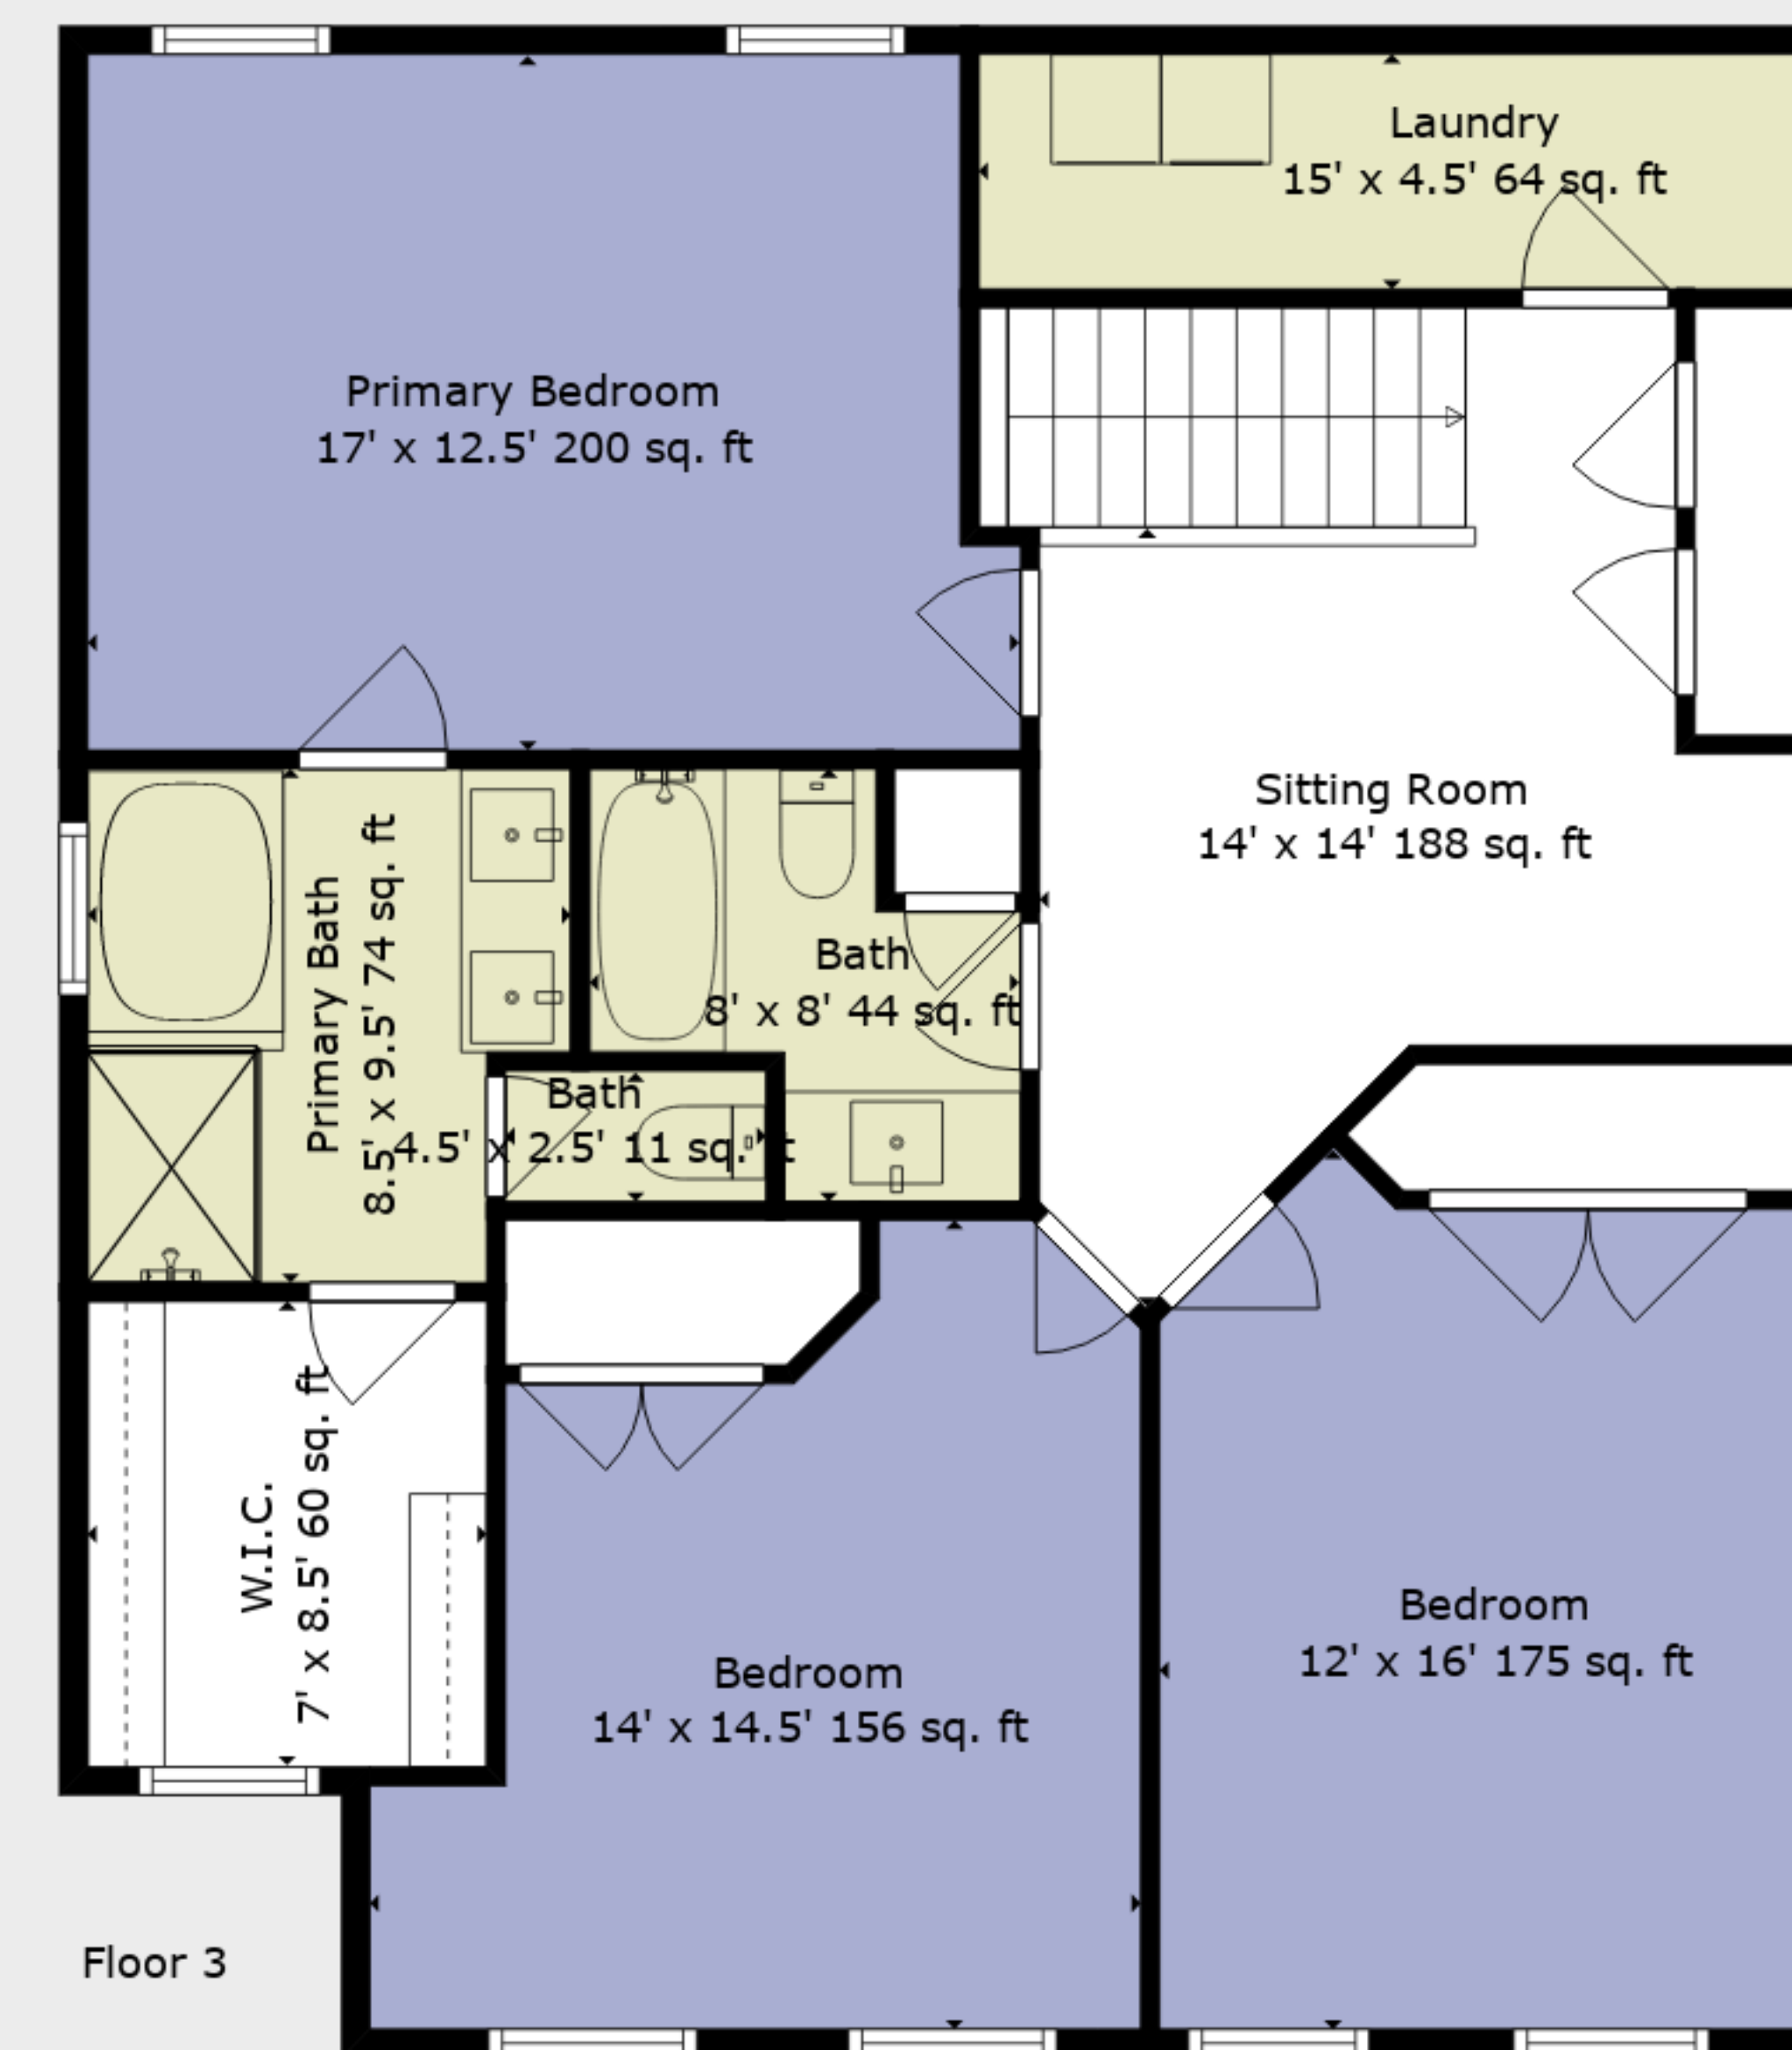 Laundry
15' x 4.5' 64 sq. ft
Primary Bedroom
17' x 12.5' 200 sq. ft
Sitting Room
14' x 14' 188 sq. ft
Primary Bath
8.5' x 9.5' 74 sq. ft
Bath
8' x 8' 44 sq. ft
Bath
4.5' x 2.5' 11 sq. ft
W.I.C.
7' x 8.5' 60 sq. ft
Bedroom
14' x 14.5' 156 sq. ft
Bedroom
12' x 16' 175 sq. ft
Floor 3